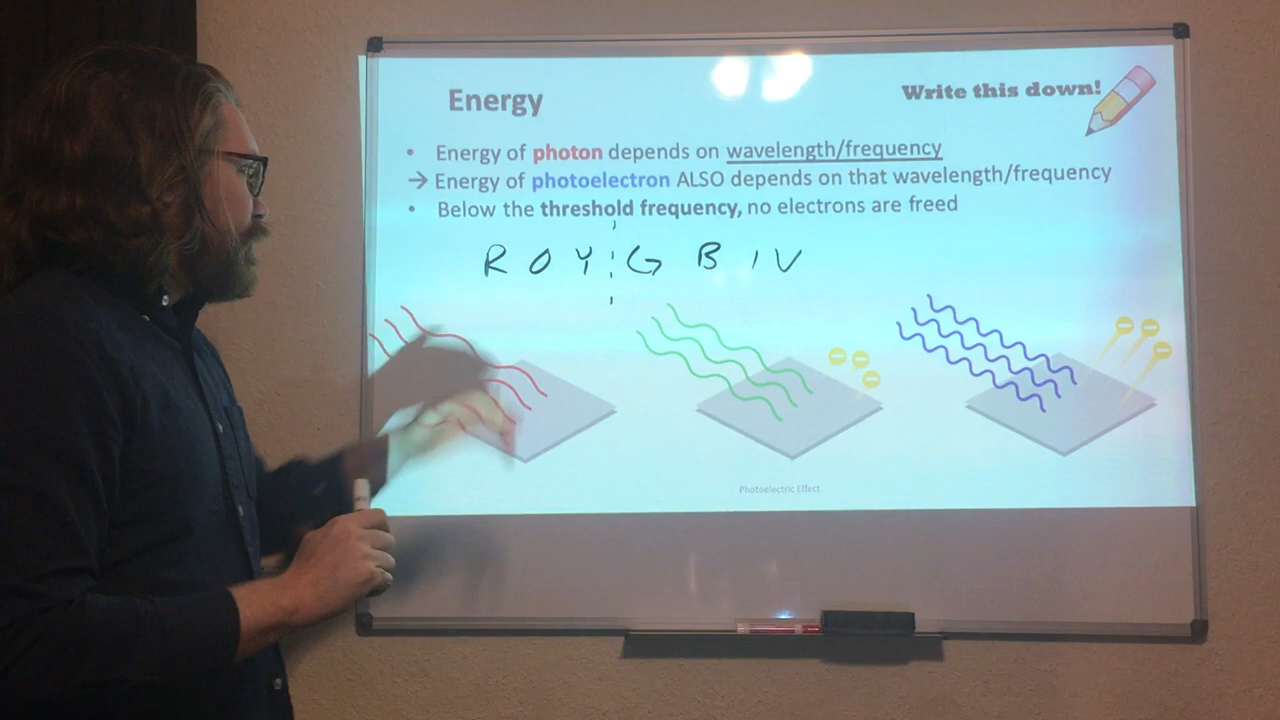 Energy
Write this down!
• Energy of photon depends on wavelength/frequency
→ Energy of photoelectron ALSO depends on that wavelength/frequency
• Below the threshold frequency, no electrons are freed
R O Y ¦ G B I V
Photoelectric Effect